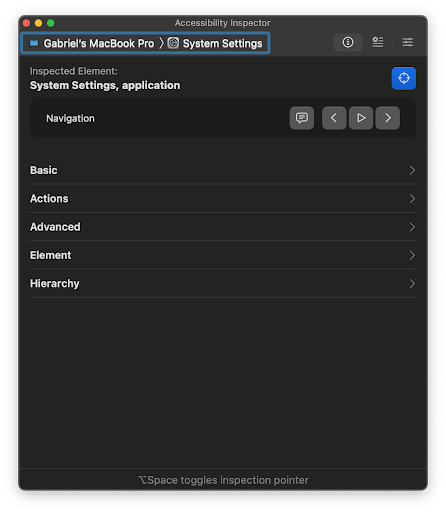 Accessibility Inspector
Gabriel's MacBook Pro 〉 System Settings
Inspected Element:
System Settings, application
Navigation
Basic
Actions
Advanced
Element
Hierarchy
⌥Space toggles inspection pointer